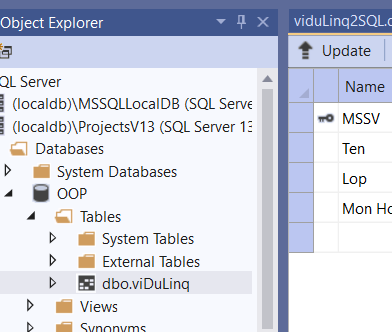 Object Explorer
SQL Server
(localdb)\MSSQLLocalDB (SQL Serve
(localdb)\ProjectsV13 (SQL Server 13
Databases
System Databases
OOP
Tables
System Tables
External Tables
dbo.viDuLinq
Views
Synonyms
viduLinq2SQL.c
Update
Name
MSSV
Ten
Lop
Mon Ho